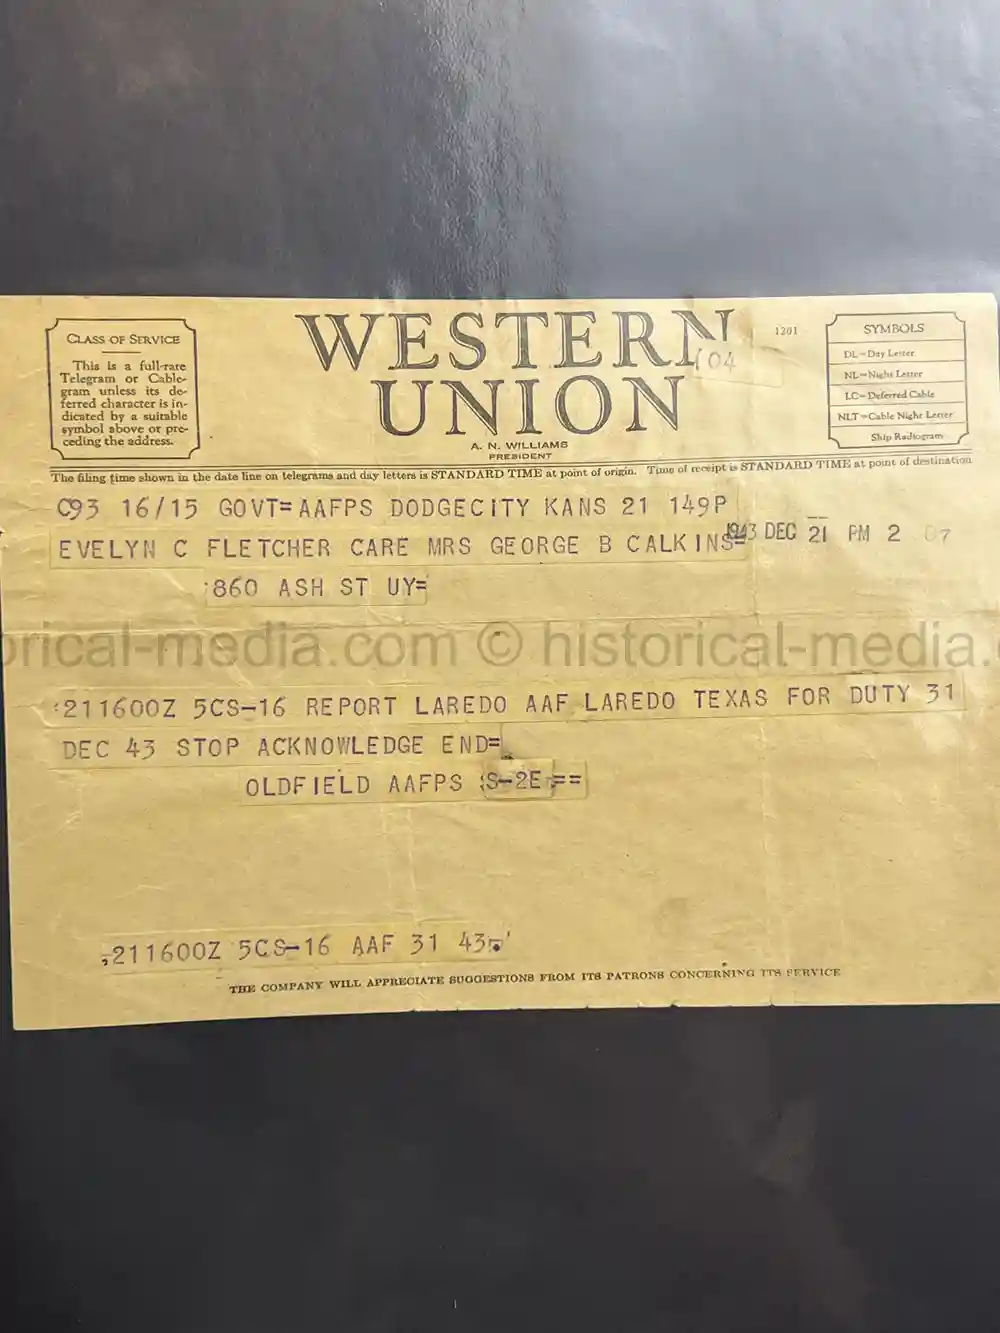 WESTERN
UNION
1201
104
A. N. WILLIAMS
PRESIDENT
CLASS OF SERVICE
This is a full-rate
Telegram or Cable-
gram unless its de-
ferred character is in-
dicated by a suitable
symbol above or pre-
ceding the address.
SYMBOLS
DL=Day Letter
NL=Night Letter
LC=Deferred Cable
NLT=Cable Night Letter
Ship Radiogram
The filing time shown in the date line on telegrams and day letters is STANDARD TIME at point of origin. Time of receipt is STANDARD TIME at point of destination
C93 16/15 GOVT=AAFPS DODGECITY KANS 21 149P
EVELYN C FLETCHER CARE MRS GEORGE B CALKINS=
1943 DEC 21 PM 2 07
:860 ASH ST UY=
orical-media.com © historical-media.c
:211600Z 5CS-16 REPORT LAREDO AAF LAREDO TEXAS FOR DUTY 31
DEC 43 STOP ACKNOWLEDGE END=
OLDFIELD AAFPS S-2E ==
211600Z 5CS-16 AAF 31 43
THE COMPANY WILL APPRECIATE SUGGESTIONS FROM ITS PATRONS CONCERNING ITS SERVICE